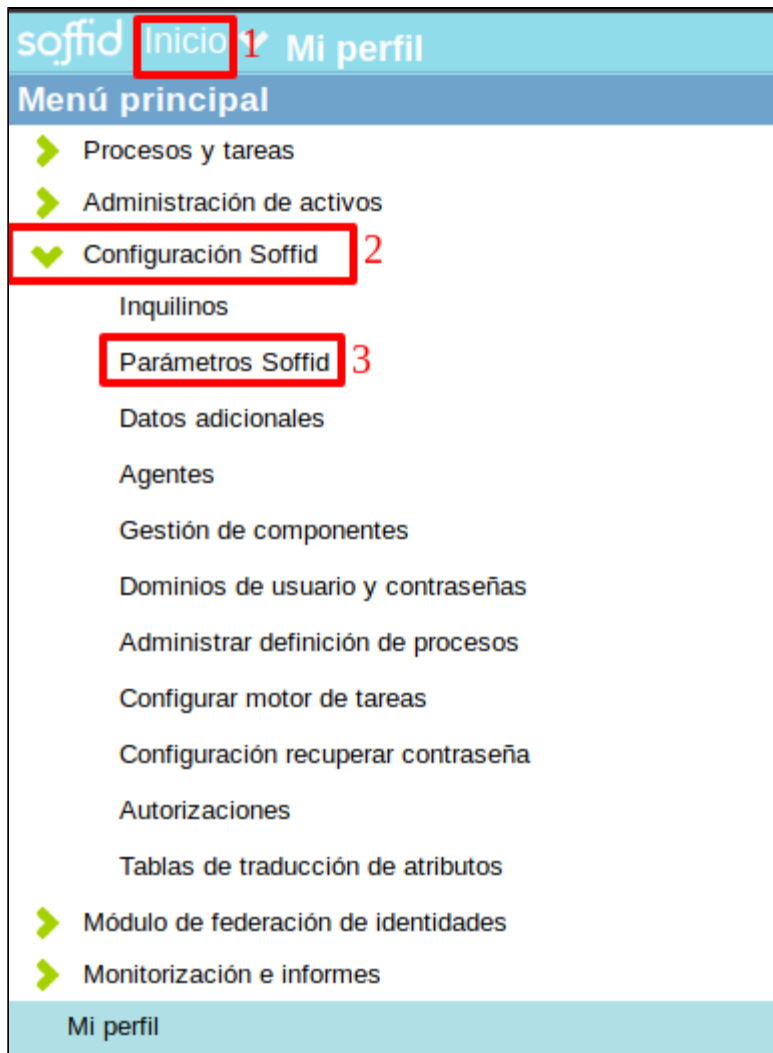 soffid Inicio 1 Mi perfil
Menú principal
Procesos y tareas
Administración de activos
Configuración Soffid 2
Inquilinos
Parámetros Soffid 3
Datos adicionales
Agentes
Gestión de componentes
Dominios de usuario y contraseñas
Administrar definición de procesos
Configurar motor de tareas
Configuración recuperar contraseña
Autorizaciones
Tablas de traducción de atributos
Módulo de federación de identidades
Monitorización e informes
Mi perfil